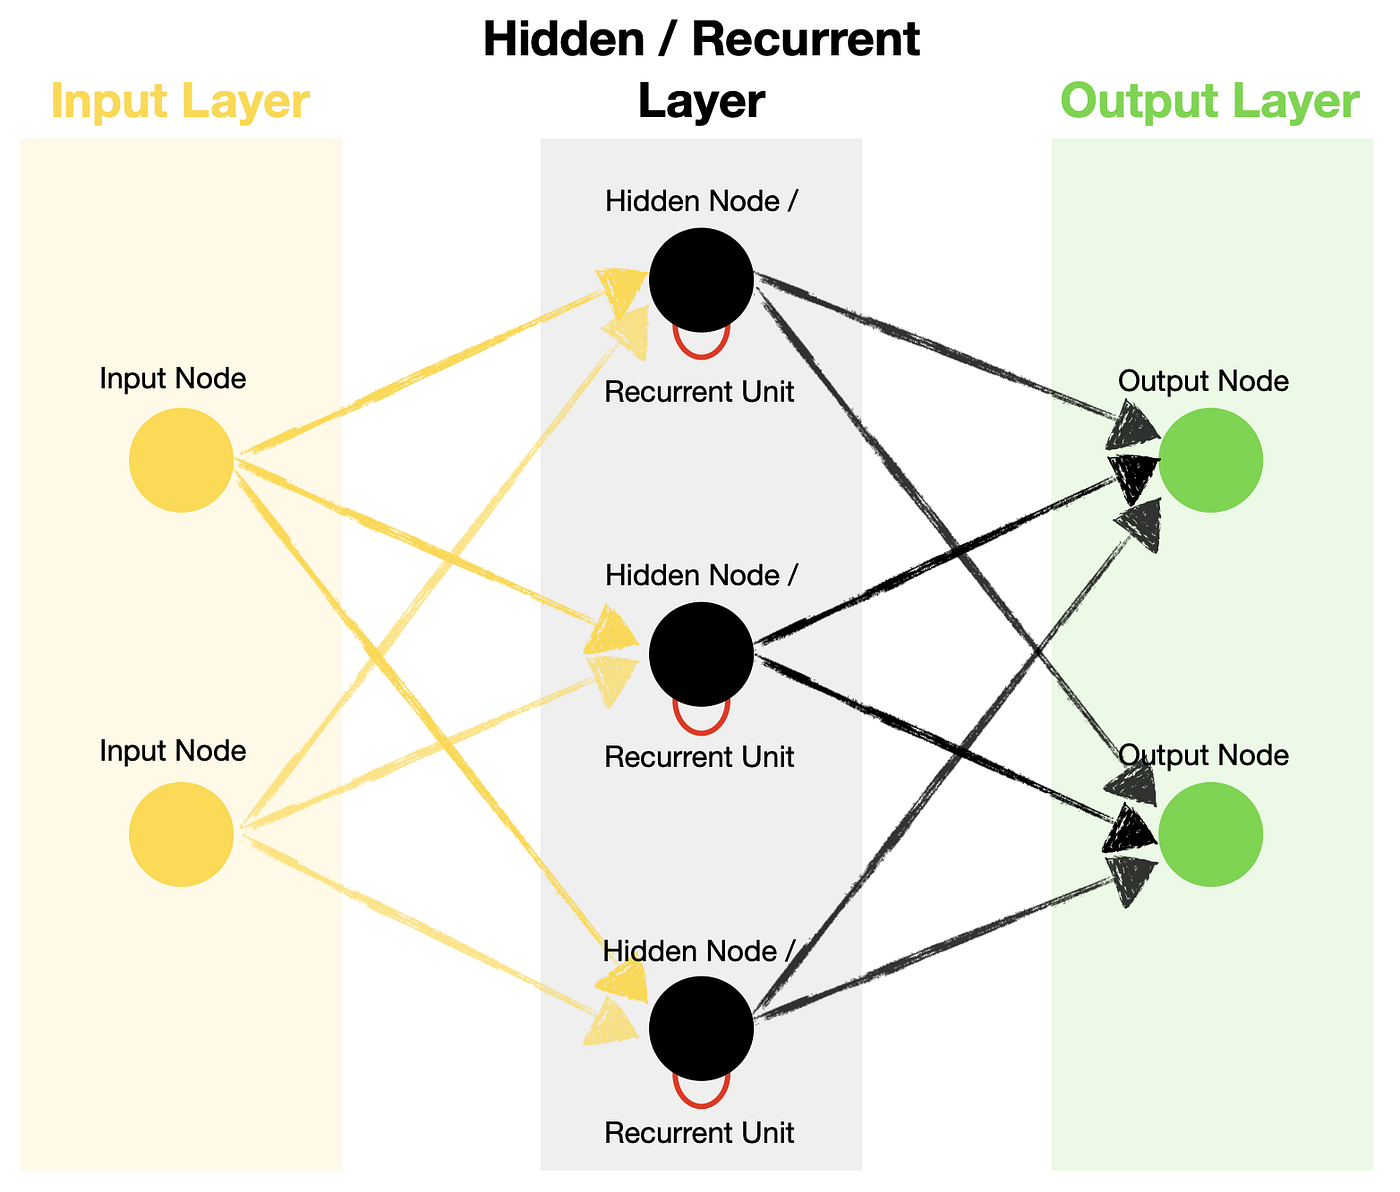 Hidden / Recurrent
Layer
Input Layer
Output Layer
Hidden Node /
Recurrent Unit
Input Node
Output Node
Hidden Node /
Recurrent Unit
Input Node
Output Node
Hidden Node /
Recurrent Unit